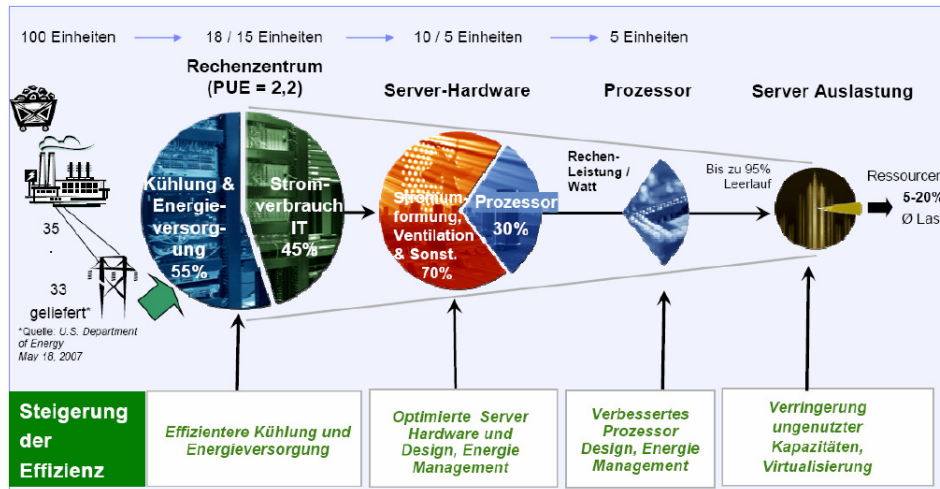 100 Einheiten
18 / 15 Einheiten
10 / 5 Einheiten
5 Einheiten
Rechenzentrum
(PUE = 2,2)
Server-Hardware
Prozessor
Server Auslastung
Kühlung &
Energie-
versorg-
ung
55%
Strom-
verbrauch
IT
45%
Stromum-
formung,
Ventilation
& Sonst.
70%
Prozessor
30%
Rechen-
Leistung /
Watt
Bis zu 95%
Leerlauf
Ressourcen
5-20%
Ø Las
35
.
33
geliefert*
*Quelle: U.S. Department
of Energy
May 18, 2007
Steigerung
der
Effizienz
Effizientere Kühlung und
Energieversorgung
Optimierte Server
Hardware und
Design, Energie
Management
Verbessertes
Prozessor
Design, Energie
Management
Verringerung
ungenutzter
Kapazitäten,
Virtualisierung